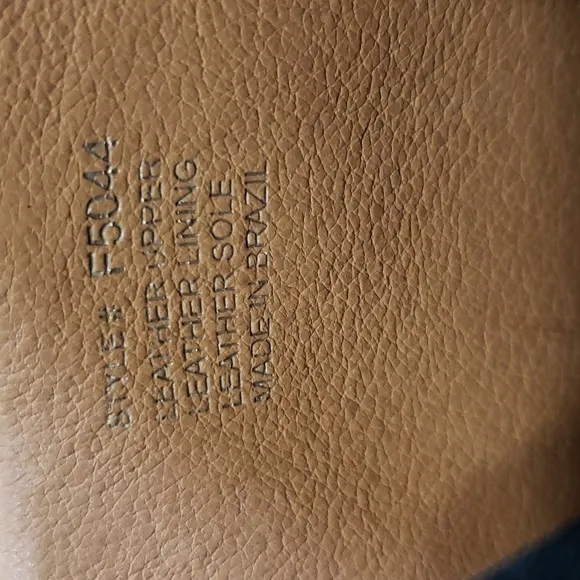 STYLE# F5044
LEATHER UPPER
LEATHER LINING
LEATHER SOLE
MADE IN BRAZIL